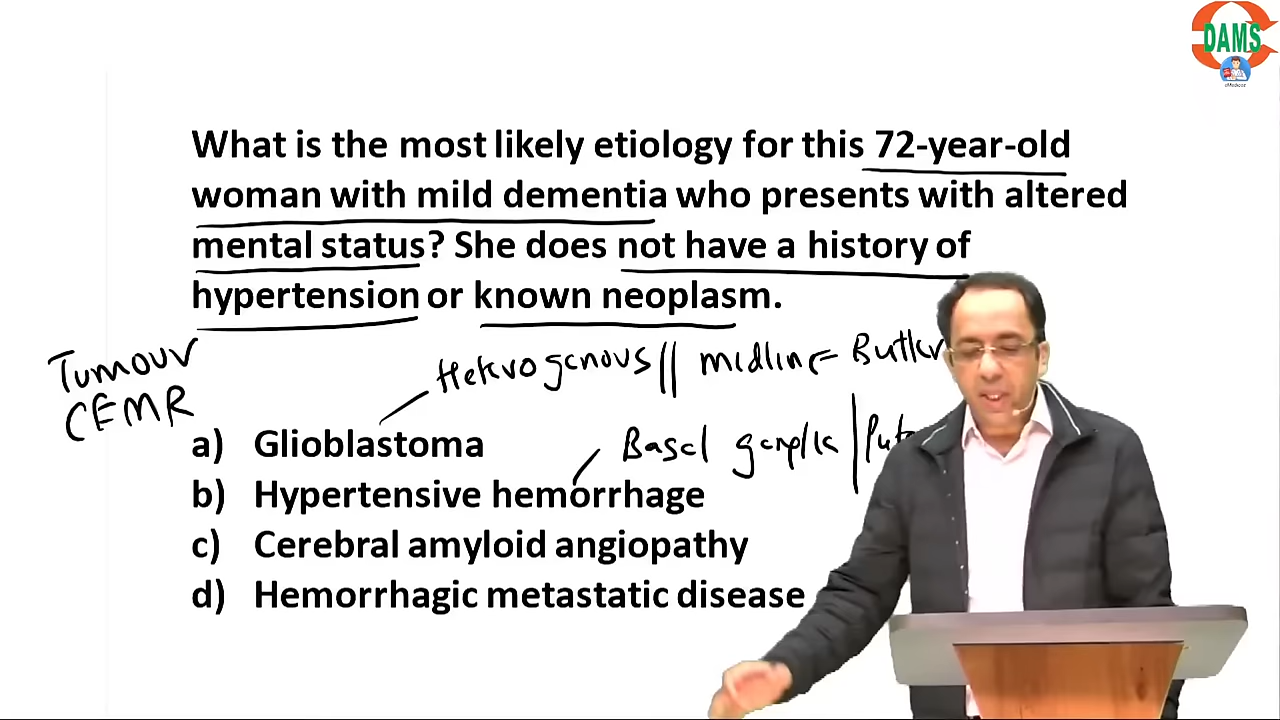 DAMS
eMedicoz
What is the most likely etiology for this 72-year-old
woman with mild dementia who presents with altered
mental status? She does not have a history of
hypertension or known neoplasm.
Tumour
CEMR
Heterogenous || midline
a) Glioblastoma
Basal ganglia
b) Hypertensive hemorrhage
c) Cerebral amyloid angiopathy
d) Hemorrhagic metastatic disease